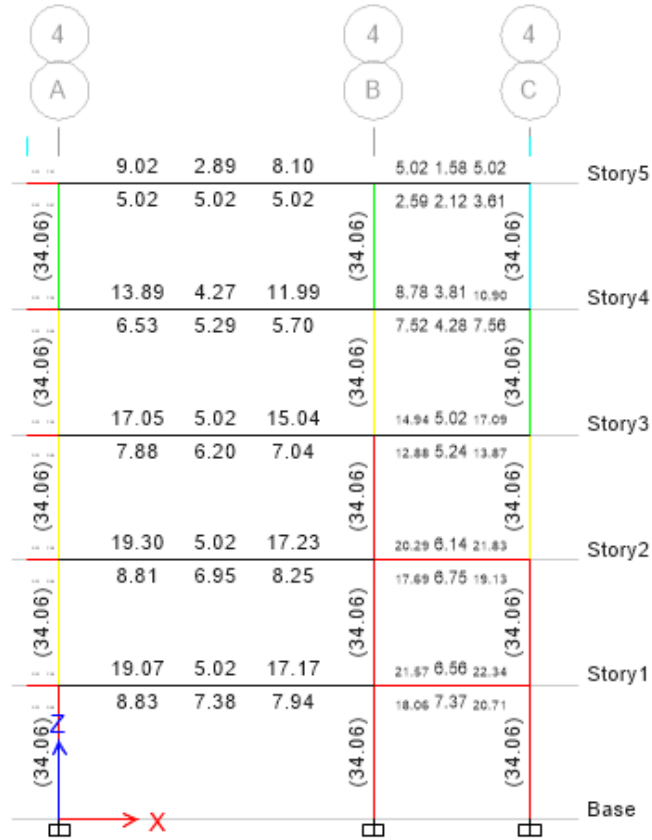 4 4 4
A B C
9.02 2.89 8.10 5.02 1.58 5.02 Story5
5.02 5.02 5.02 2.59 2.12 3.61
(34.06) (34.06) (34.06)
13.89 4.27 11.99 8.78 3.81 10.90 Story4
6.53 5.29 5.70 7.52 4.28 7.56
(34.06) (34.06) (34.06)
17.05 5.02 15.04 14.94 5.02 17.09 Story3
7.88 6.20 7.04 12.88 5.24 13.87
(34.06) (34.06) (34.06)
19.30 5.02 17.23 20.29 6.14 21.83 Story2
8.81 6.95 8.25 17.69 6.75 19.13
(34.06) (34.06) (34.06)
19.07 5.02 17.17 21.57 6.56 22.34 Story1
8.83 7.38 7.94 18.06 7.37 20.71
(34.06) (34.06) (34.06)
Z
X
Base